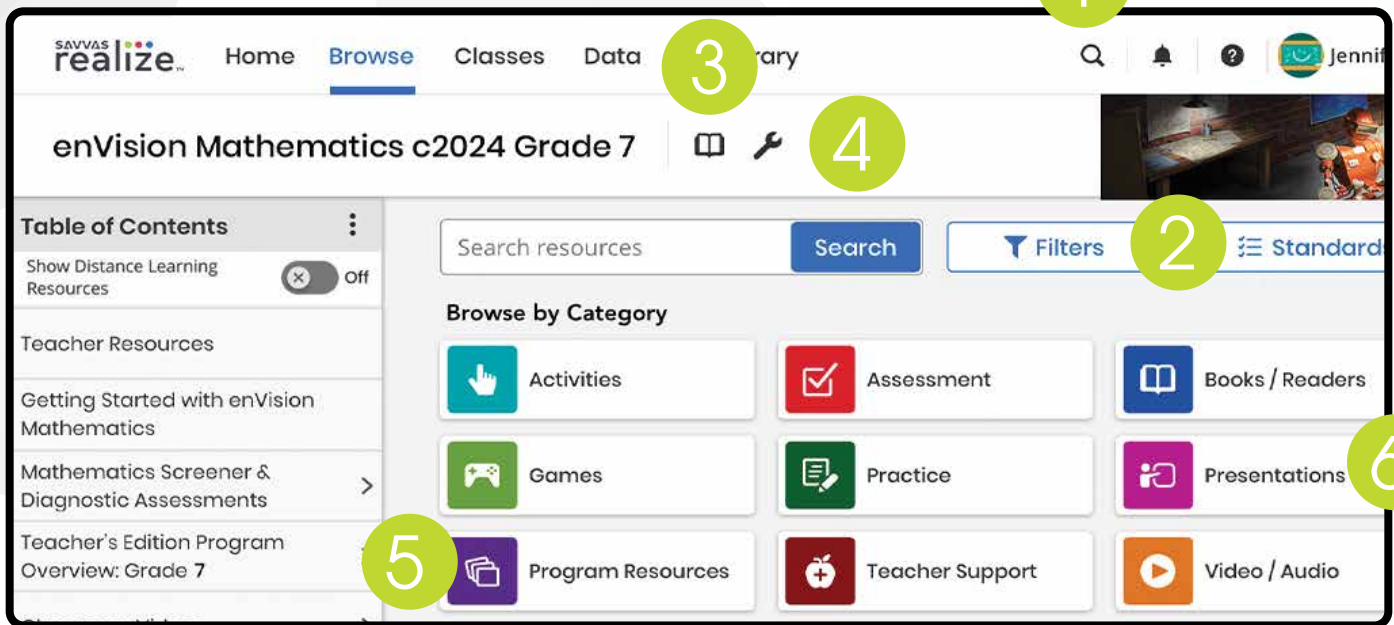 SAVVAS
realize™ Home Browse Classes Data 3 rary Jennif
enVision Mathematics c2024 Grade 7 4
Table of Contents
Show Distance Learning
Resources
Off
Search resources Search Filters 2 Standards
Teacher Resources
Getting Started with enVision
Mathematics
Mathematics Screener &
Diagnostic Assessments
Teacher's Edition Program
Overview: Grade 7
Browse by Category
Activities Assessment Books / Readers
Games Practice Presentations 6
5 Program Resources Teacher Support Video / Audio